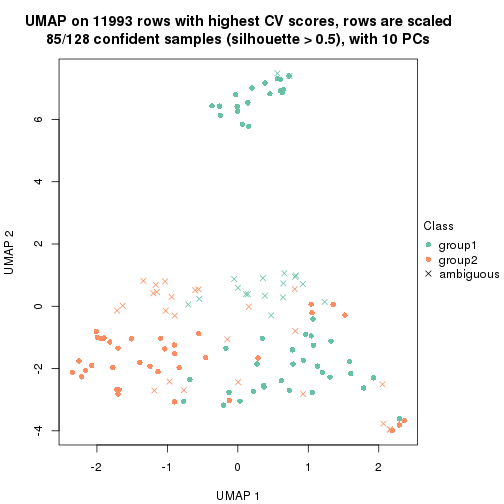 UMAP on 11993 rows with highest CV scores, rows are scaled
85/128 confident samples (silhouette > 0.5), with 10 PCs
6
4
2
0
-2
-4
UMAP 2
-2
-1
0
1
2
UMAP 1
Class
group1
group2
ambiguous